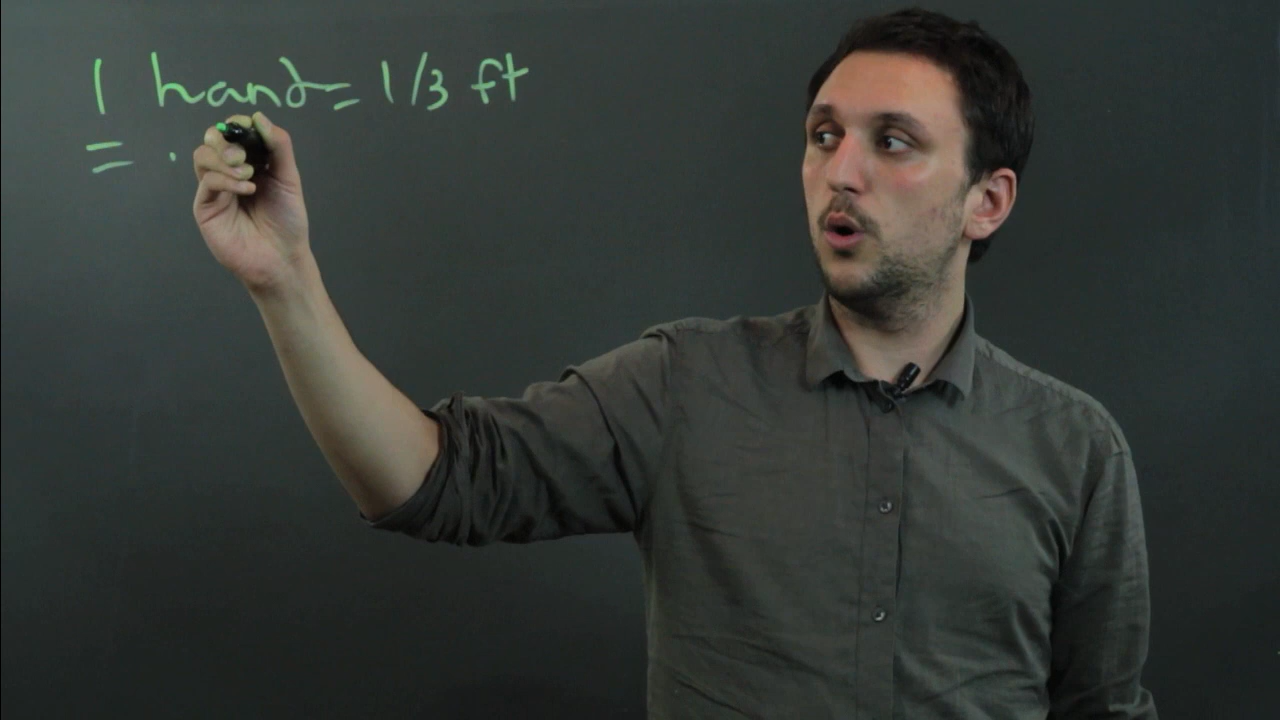 1 hand = 1/3 ft
= .